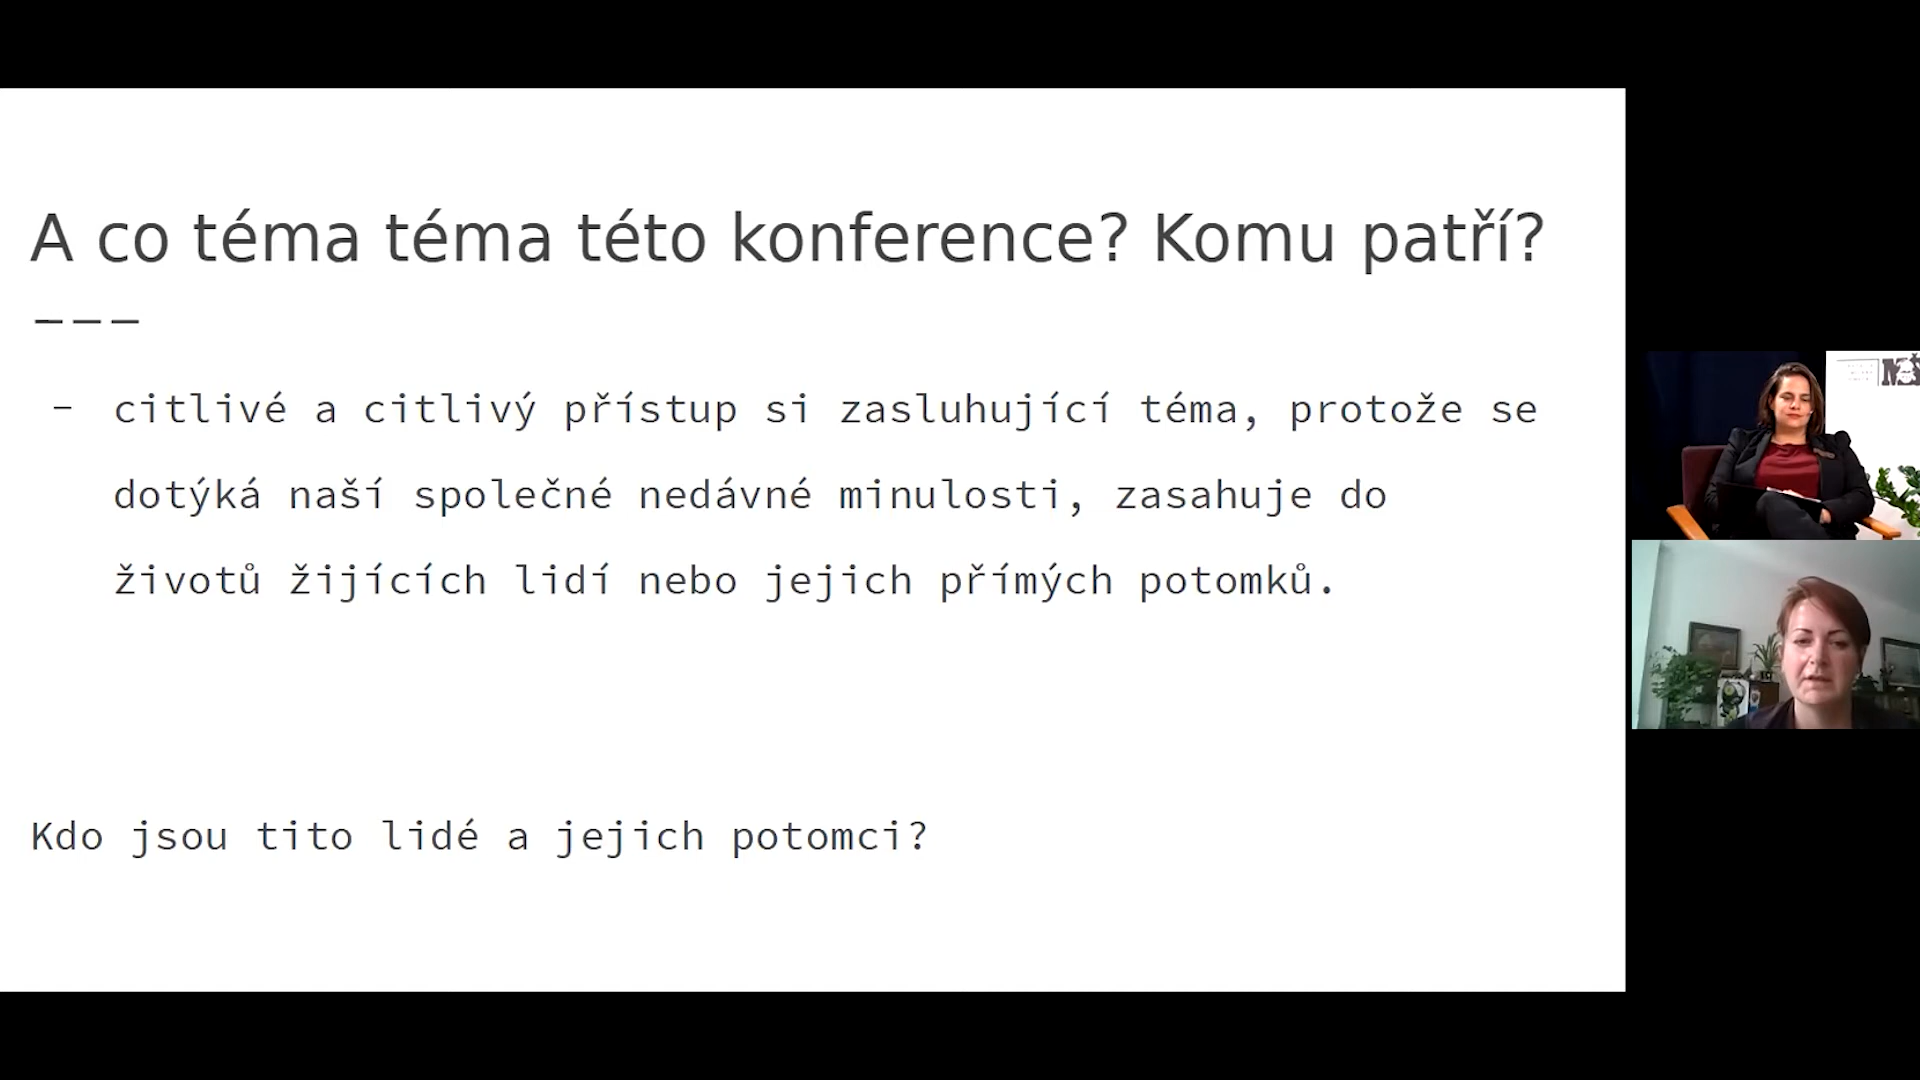 A co téma téma této konference? Komu patří?
– citlivé a citlivý přístup si zasluhující téma, protože se
dotýká naší společné nedávné minulosti, zasahuje do
životů žijících lidí nebo jejich přímých potomků.
Kdo jsou tito lidé a jejich potomci?